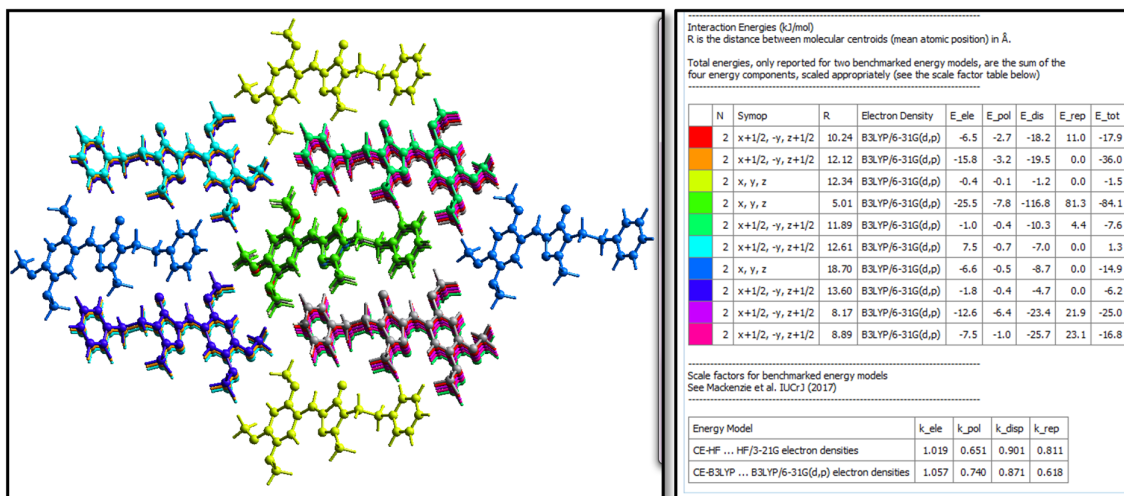 --------------------------------------------------------------------
Interaction Energies (kJ/mol)
R is the distance between molecular centroids (mean atomic position) in Å.
Total energies, only reported for two benchmarked energy models, are the sum of the
four energy components, scaled appropriately (see the scale factor table below)
--------------------------------------------------------------------
N Symop R Electron Density E_ele E_pol E_dis E_rep E_tot
2 x+1/2, -y, z+1/2 10.24 B3LYP/6-31G(d,p) -6.5 -2.7 -18.2 11.0 -17.9
2 x+1/2, -y, z+1/2 12.12 B3LYP/6-31G(d,p) -15.8 -3.2 -19.5 0.0 -36.0
2 x, y, z 12.34 B3LYP/6-31G(d,p) -0.4 -0.1 -1.2 0.0 -1.5
2 x, y, z 5.01 B3LYP/6-31G(d,p) -25.5 -7.8 -116.8 81.3 -84.1
2 x+1/2, -y, z+1/2 11.89 B3LYP/6-31G(d,p) -1.0 -0.4 -10.3 4.4 -7.6
2 x+1/2, -y, z+1/2 12.61 B3LYP/6-31G(d,p) 7.5 -0.7 -7.0 0.0 1.3
2 x, y, z 18.70 B3LYP/6-31G(d,p) -6.6 -0.5 -8.7 0.0 -14.9
2 x+1/2, -y, z+1/2 13.60 B3LYP/6-31G(d,p) -1.8 -0.4 -4.7 0.0 -6.2
2 x+1/2, -y, z+1/2 8.17 B3LYP/6-31G(d,p) -12.6 -6.4 -23.4 21.9 -25.0
2 x+1/2, -y, z+1/2 8.89 B3LYP/6-31G(d,p) -7.5 -1.0 -25.7 23.1 -16.8
--------------------------------------------------------------------
Scale factors for benchmarked energy models
See Mackenzie et al. IUCrJ (2017)
--------------------------------------------------------------------
Energy Model k_ele k_pol k_disp k_rep
CE-HF ... HF/3-21G electron densities 1.019 0.651 0.901 0.811
CE-B3LYP ... B3LYP/6-31G(d,p) electron densities 1.057 0.740 0.871 0.618